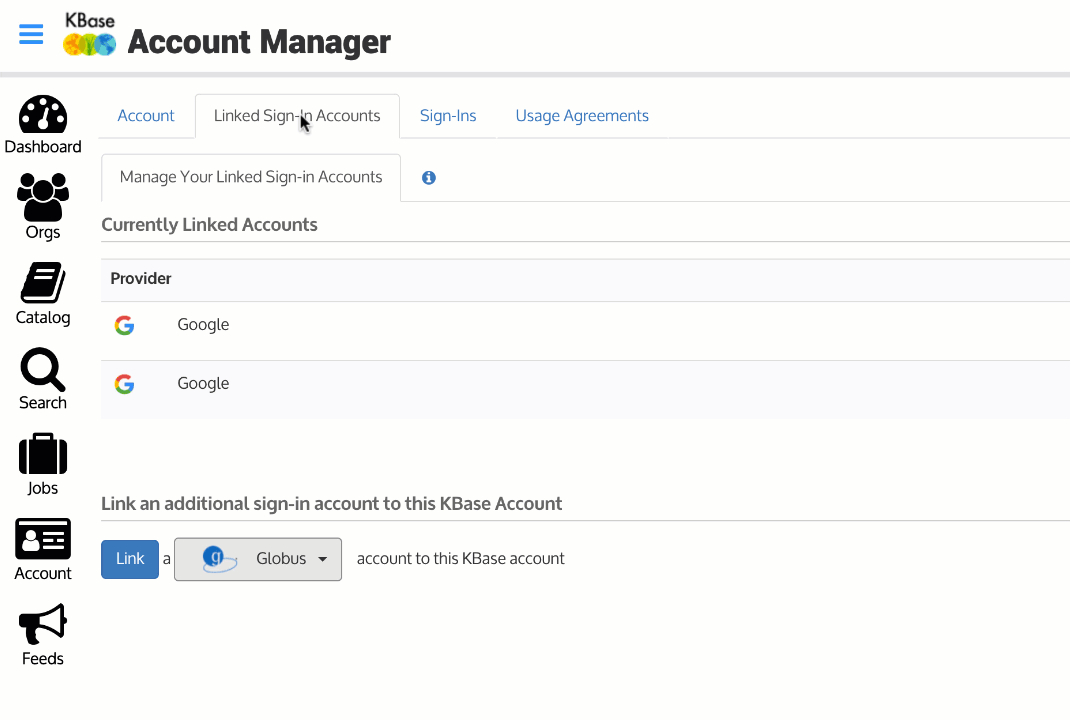 KBase
Account Manager
Account
Linked Sign-In Accounts
Sign-Ins
Usage Agreements
Dashboard
Orgs
Catalog
Search
Jobs
Account
Feeds
Manage Your Linked Sign-in Accounts
Currently Linked Accounts
Provider
Google
Google
Link an additional sign-in account to this KBase Account
Link a Globus account to this KBase account